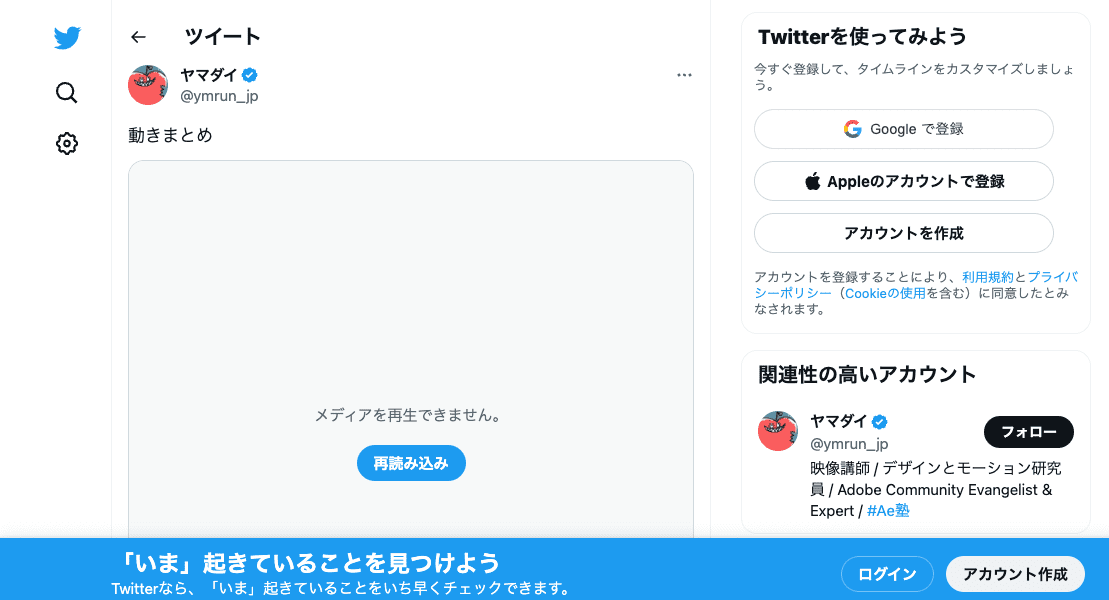 ツイート
ヤマダイ
@ymrun_jp
動きまとめ
メディアを再生できません。
再読み込み
Twitterを使ってみよう
今すぐ登録して、タイムラインをカスタマイズしましょ
う。
Google で登録
Appleのアカウントで登録
アカウントを作成
アカウントを登録することにより、利用規約とプライバ
シーポリシー（Cookieの使用を含む）に同意したとみ
なされます。
関連性の高いアカウント
ヤマダイ
@ymrun_jp
フォロー
映像講師 / デザインとモーション研究
員 / Adobe Community Evangelist &
Expert / #Ae塾
「いま」起きていることを見つけよう
Twitterなら、「いま」起きていることをいち早くチェックできます。
ログイン
アカウント作成